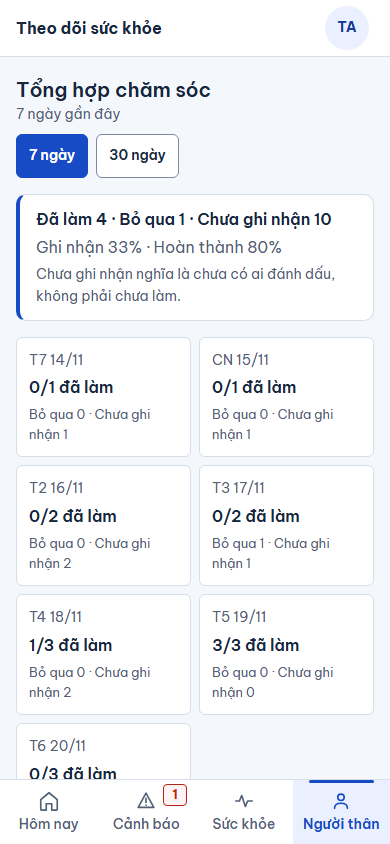 Theo dõi sức khỏe
TA
Tổng hợp chăm sóc
7 ngày gần đây
7 ngày
30 ngày
Đã làm 4 · Bỏ qua 1 · Chưa ghi nhận 10
Ghi nhận 33% · Hoàn thành 80%
Chưa ghi nhận nghĩa là chưa có ai đánh dấu,
không phải chưa làm.
T7 14/11
0/1 đã làm
Bỏ qua 0 · Chưa ghi
nhận 1
CN 15/11
0/1 đã làm
Bỏ qua 0 · Chưa ghi
nhận 1
T2 16/11
0/2 đã làm
Bỏ qua 0 · Chưa ghi
nhận 2
T3 17/11
0/2 đã làm
Bỏ qua 1 · Chưa ghi
nhận 1
T4 18/11
1/3 đã làm
Bỏ qua 0 · Chưa ghi
nhận 2
T5 19/11
3/3 đã làm
Bỏ qua 0 · Chưa ghi
nhận 0
T6 20/11
0/3 đã làm
Hôm nay
1
Cảnh báo
Sức khỏe
Người thân